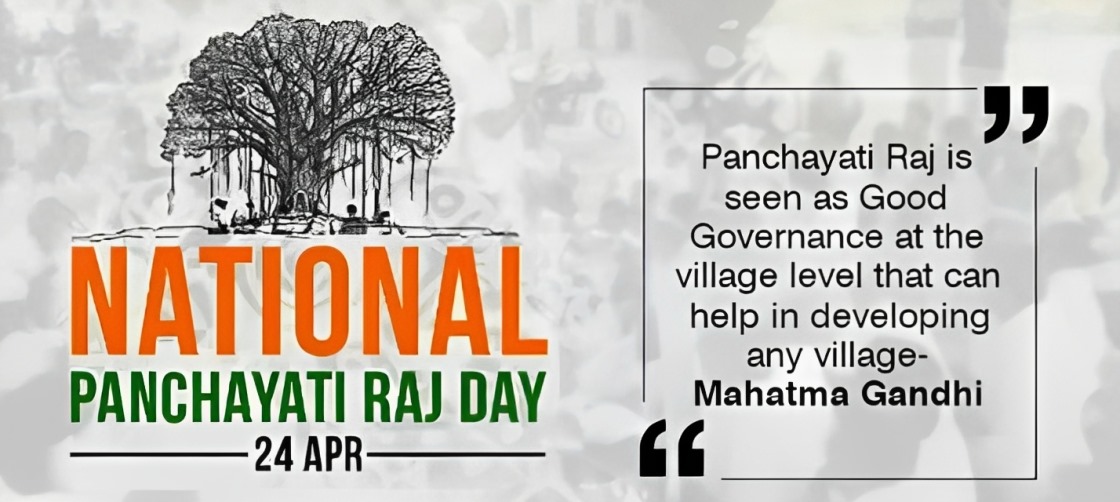 NATIONAL
PANCHAYATI RAJ DAY
24 APR
”
Panchayati Raj is
seen as Good
Governance at the
village level that can
help in developing
any village-
Mahatma Gandhi
“